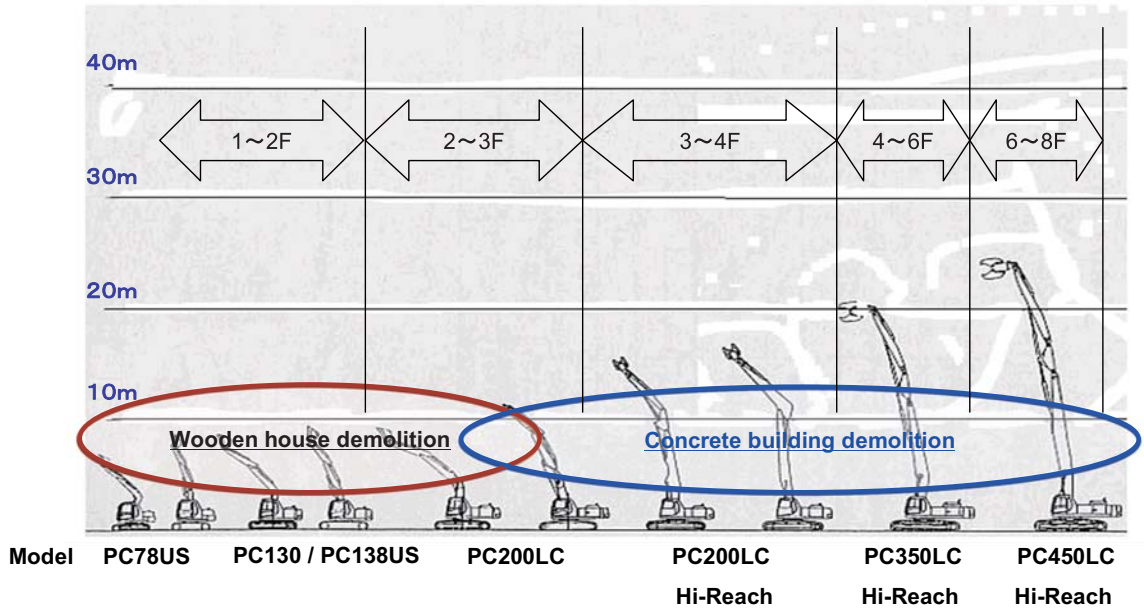 40m
1～2F 2～3F 3～4F 4～6F 6～8F
30m
20m
10m
Wooden house demolition Concrete building demolition
Model PC78US PC130 / PC138US PC200LC PC200LC PC350LC PC450LC
Hi-Reach Hi-Reach Hi-Reach